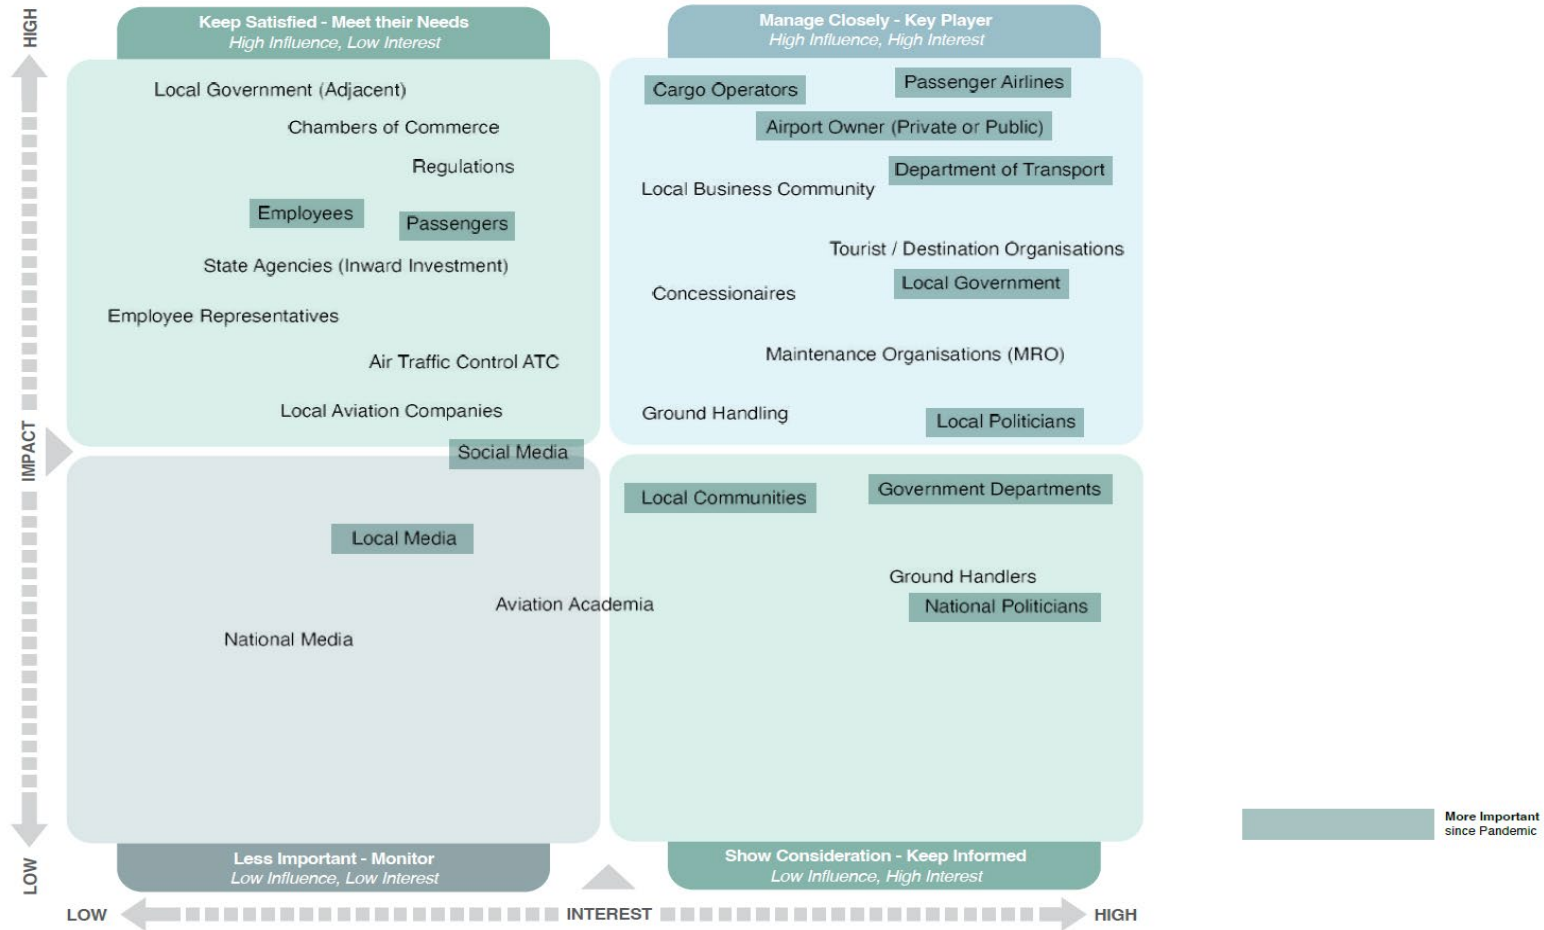 HIGH
IMPACT
LOW
Keep Satisfied - Meet their Needs
High Influence, Low Interest
Local Government (Adjacent)
Chambers of Commerce
Regulations
Employees
Passengers
State Agencies (Inward Investment)
Employee Representatives
Air Traffic Control ATC
Local Aviation Companies
Social Media
Manage Closely - Key Player
High Influence, High Interest
Cargo Operators
Passenger Airlines
Airport Owner (Private or Public)
Department of Transport
Local Business Community
Tourist / Destination Organisations
Local Government
Concessionaires
Maintenance Organisations (MRO)
Ground Handling
Local Politicians
Local Media
Aviation Academia
National Media
Less Important - Monitor
Low Influence, Low Interest
Local Communities
Government Departments
Ground Handlers
National Politicians
Show Consideration - Keep Informed
Low Influence, High Interest
LOW
INTEREST
HIGH
More Important
since Pandemic